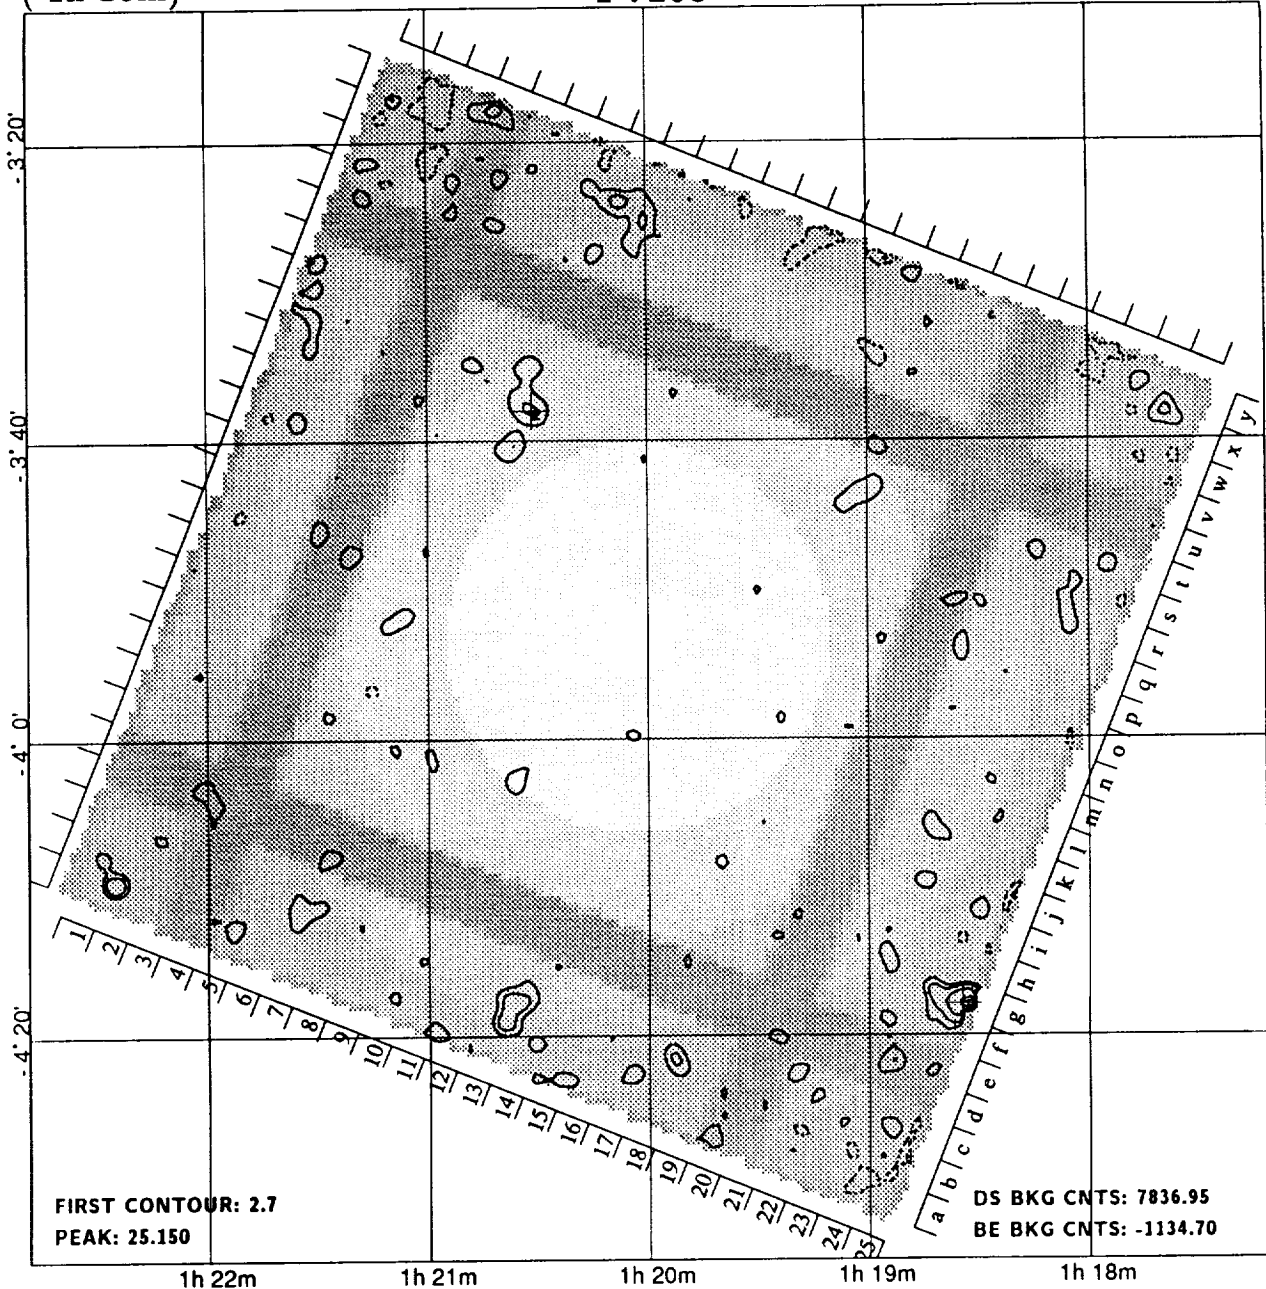 -3° 20'
-3° 40'
-4° 0'
-4° 20'
1
2
3
4
5
6
7
8
9
10
11
12
13
14
15
16
17
18
19
20
21
22
23
24
25
a
b
c
d
e
f
g
h
i
j
k
l
m
n
o
p
q
r
s
t
u
v
w
x
y
FIRST CONTOUR: 2.7
PEAK: 25.150
DS BKG CNTS: 7836.95
BE BKG CNTS: -1134.70
1h 22m
1h 21m
1h 20m
1h 19m
1h 18m